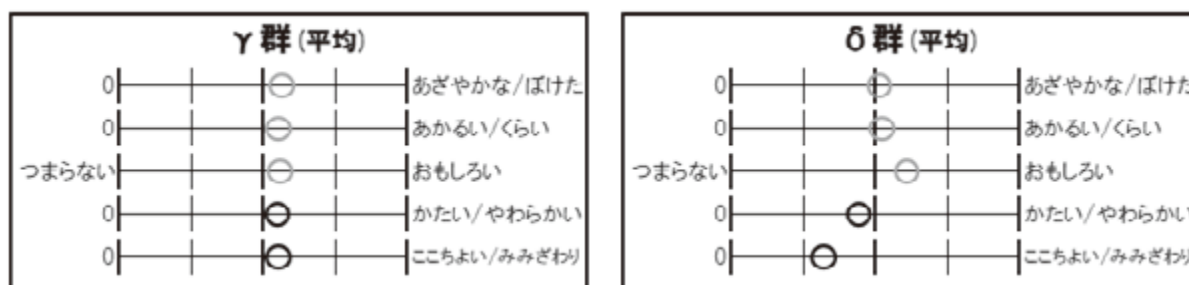 γ 群 (平均)
0 あざやかな/ぼけた
0 あかるい/くらい
つまらない おもしろい
0 かたい/やわらかい
0 ここちよい/みみざわり
δ 群 (平均)
0 あざやかな/ぼけた
0 あかるい/くらい
つまらない おもしろい
0 かたい/やわらかい
0 ここちよい/みみざわり